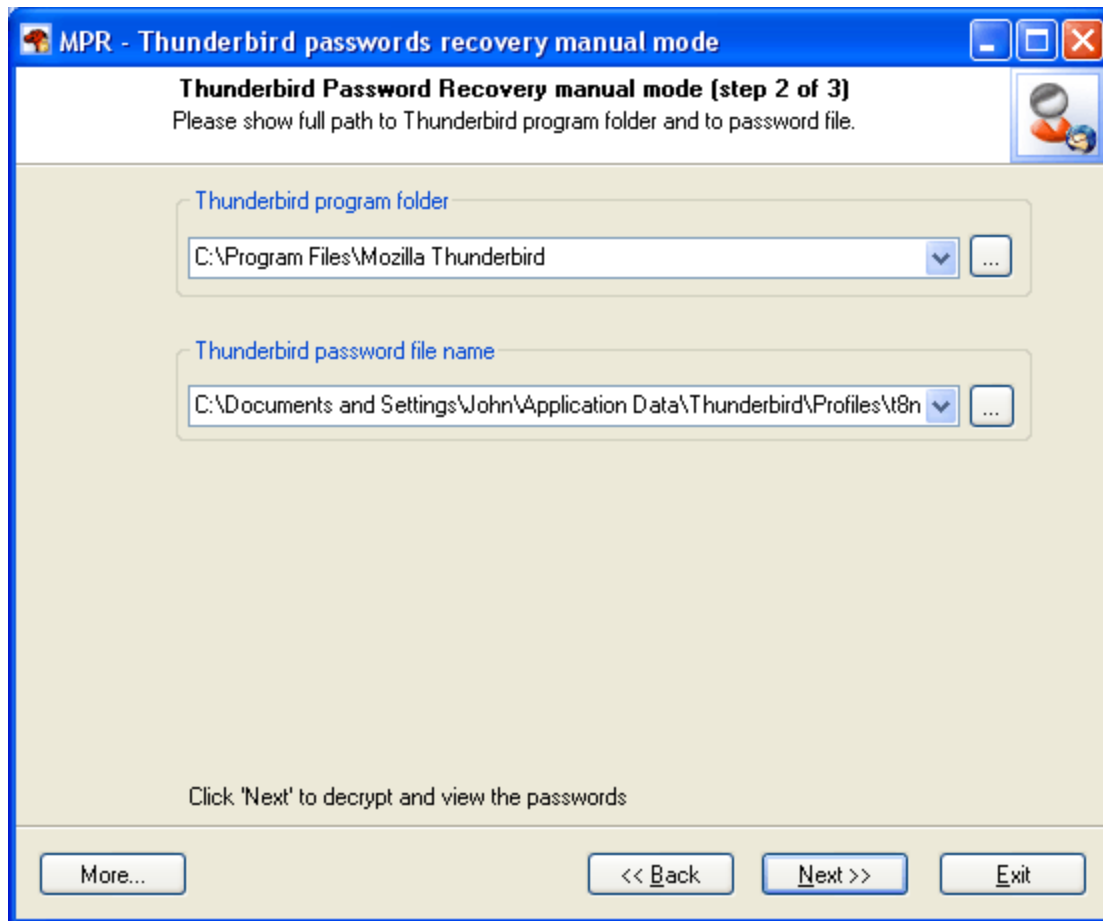 MPR - Thunderbird passwords recovery manual mode
Thunderbird Password Recovery manual mode (step 2 of 3)
Please show full path to Thunderbird program folder and to password file.
Thunderbird program folder
C:\Program Files\Mozilla Thunderbird
...
Thunderbird password file name
C:\Documents and Settings\John\Application Data\Thunderbird\Profiles\t8n
...
Click 'Next' to decrypt and view the passwords
More...
<< Back
Next >>
Exit